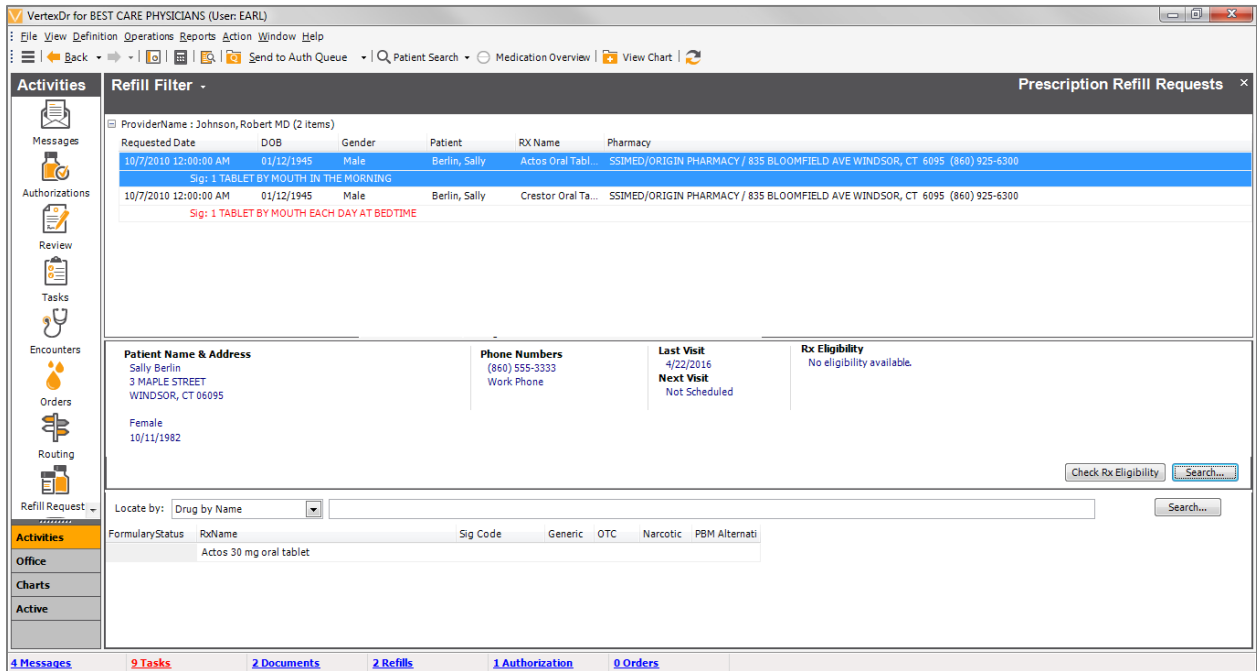 VertexDr for BEST CARE PHYSICIANS (User: EARL)
File View Definition Operations Reports Action Window Help
Back Send to Auth Queue Patient Search Medication Overview View Chart
Activities Refill Filter Prescription Refill Requests ×
Messages
Authorizations
Review
Tasks
Encounters
Orders
Routing
Refill Request
Activities
Office
Charts
Active
ProviderName : Johnson, Robert MD (2 items)
Requested Date DOB Gender Patient RX Name Pharmacy
10/7/2010 12:00:00 AM 01/12/1945 Male Berlin, Sally Actos Oral Tabl... SSIMED/ORIGIN PHARMACY / 835 BLOOMFIELD AVE WINDSOR, CT 6095 (860) 925-6300
Sig: 1 TABLET BY MOUTH IN THE MORNING
10/7/2010 12:00:00 AM 01/12/1945 Male Berlin, Sally Crestor Oral Ta... SSIMED/ORIGIN PHARMACY / 835 BLOOMFIELD AVE WINDSOR, CT 6095 (860) 925-6300
Sig: 1 TABLET BY MOUTH EACH DAY AT BEDTIME
Patient Name & Address
Sally Berlin
3 MAPLE STREET
WINDSOR, CT 06095
Female
10/11/1982
Phone Numbers
(860) 555-3333
Work Phone
Last Visit
4/22/2016
Next Visit
Not Scheduled
Rx Eligibility
No eligibility available.
Check Rx Eligibility Search...
Locate by: Drug by Name Search...
FormularyStatus RxName Sig Code Generic OTC Narcotic PBM Alternati
Actos 30 mg oral tablet
4 Messages 9 Tasks 2 Documents 2 Refills 1 Authorization 0 Orders